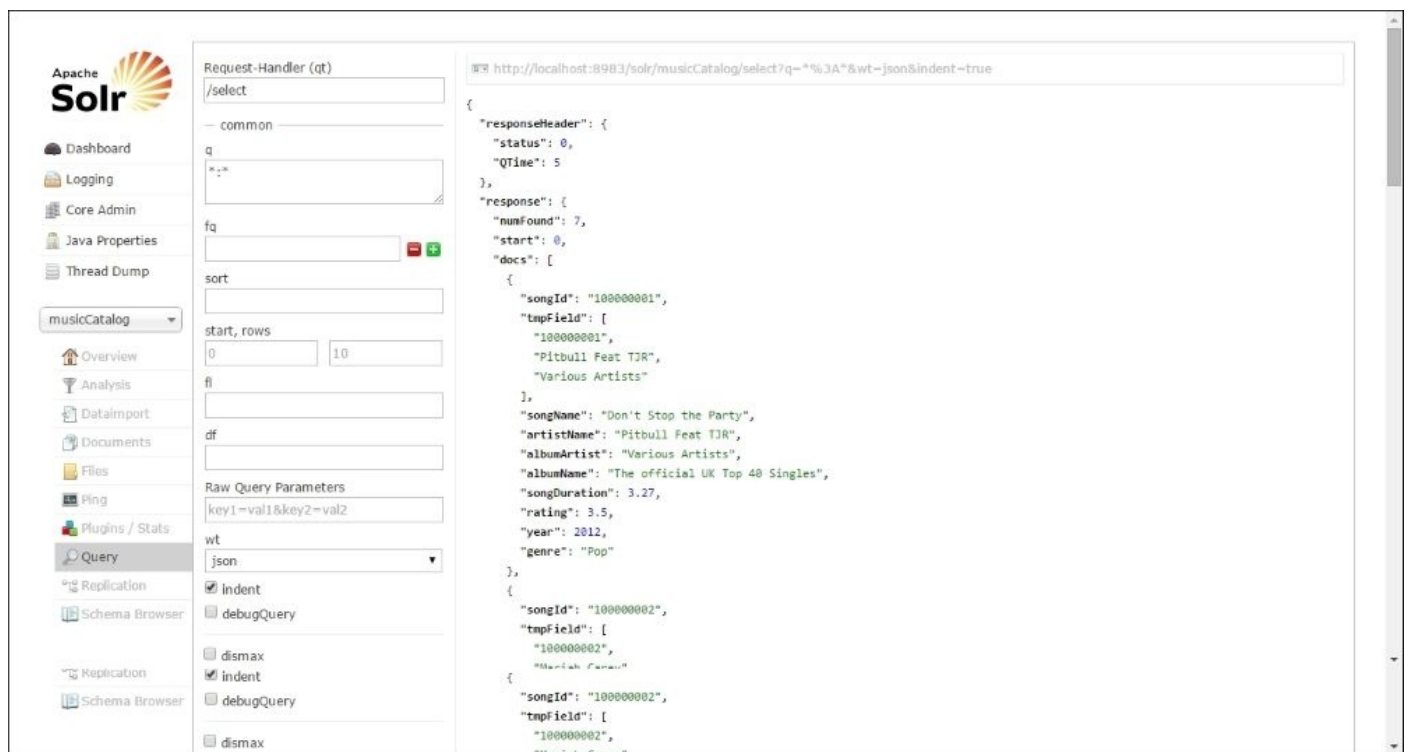 Apache
Solr
Dashboard
Logging
Core Admin
Java Properties
Thread Dump
musicCatalog
Overview
Analysis
Dataimport
Documents
Files
Ping
Plugins / Stats
Query
Replication
Schema Browser
Replication
Schema Browser
Request-Handler (qt)
/select
common
q
*:*
fq
sort
start, rows
0 10
fl
df
Raw Query Parameters
key1=val1&key2=val2
wt
json
indent
debugQuery
dismax
indent
debugQuery
dismax
http://localhost:8983/solr/musicCatalog/select?q=*%3A*&wt=json&indent=true
{
"responseHeader": {
"status": 0,
"QTime": 5
},
"response": {
"numFound": 7,
"start": 0,
"docs": [
{
"songId": "100000001",
"tmpField": [
"100000001",
"Pitbull Feat TJR",
"Various Artists"
],
"songName": "Don't Stop the Party",
"artistName": "Pitbull Feat TJR",
"albumArtist": "Various Artists",
"albumName": "The official UK Top 40 Singles",
"songDuration": 3.27,
"rating": 3.5,
"year": 2012,
"genre": "Pop"
},
{
"songId": "100000002",
"tmpField": [
"100000002",
"Mariah Carey"
{
"songId": "100000002",
"tmpField": [
"100000002",